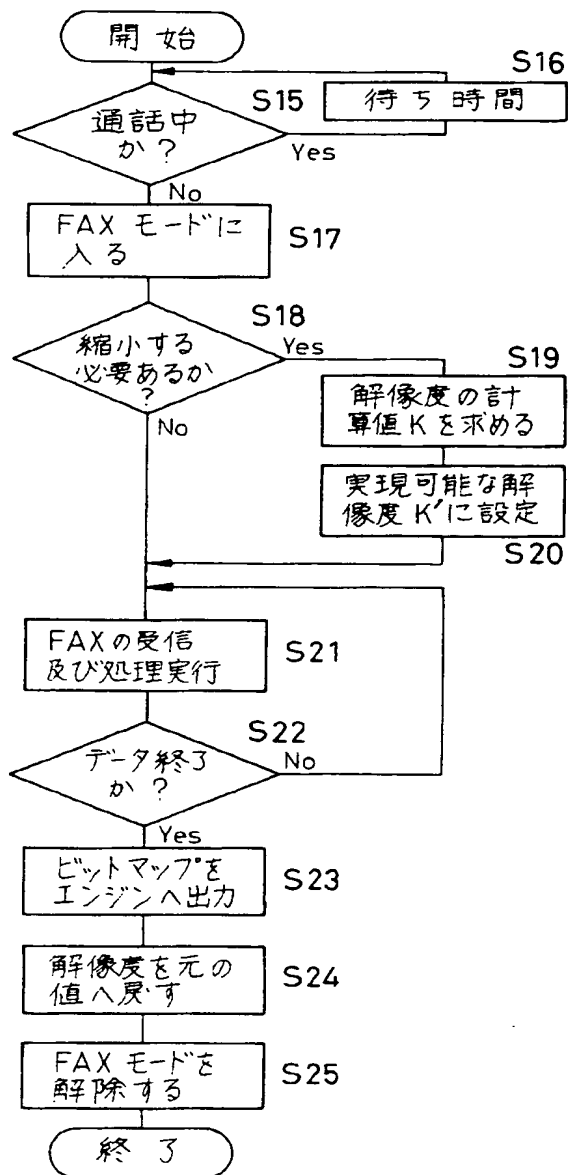 開始
S16
待ち時間
S15
通話中
か?
Yes
No
FAX モードに
入る
S17
S18
縮小する
必要あるか
?
Yes
No
S19
解像度の計
算値Kを求める
実現可能な解
像度K'に設定
S20
FAXの受信
及び処理実行
S21
S22
データ終了
か?
No
Yes
ビットマップを
エンジンへ出力
S23
解像度を元の
値へ戻す
S24
FAX モードを
解除する
S25
終了